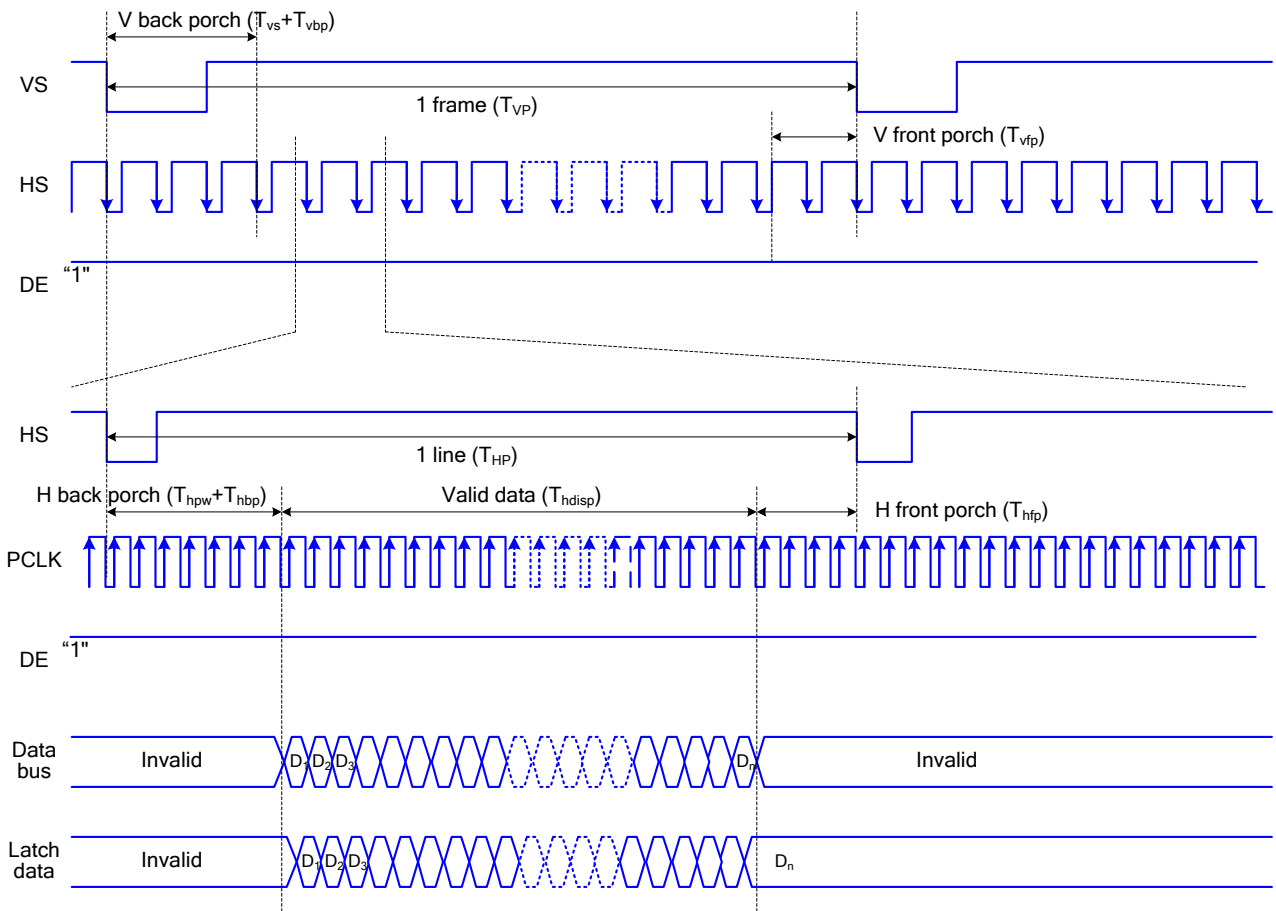 V back porch (Tvs+Tvbp)
VS
1 frame (TVP)
V front porch (Tvfp)
HS
DE "1"
HS
1 line (THP)
H back porch (Thpw+Thbp)
Valid data (Thdisp)
H front porch (Thfp)
PCLK
DE "1"
Data
bus
Invalid
D1 D2 D3
Dn
Invalid
Latch
data
Invalid
D1 D2 D3
Dn